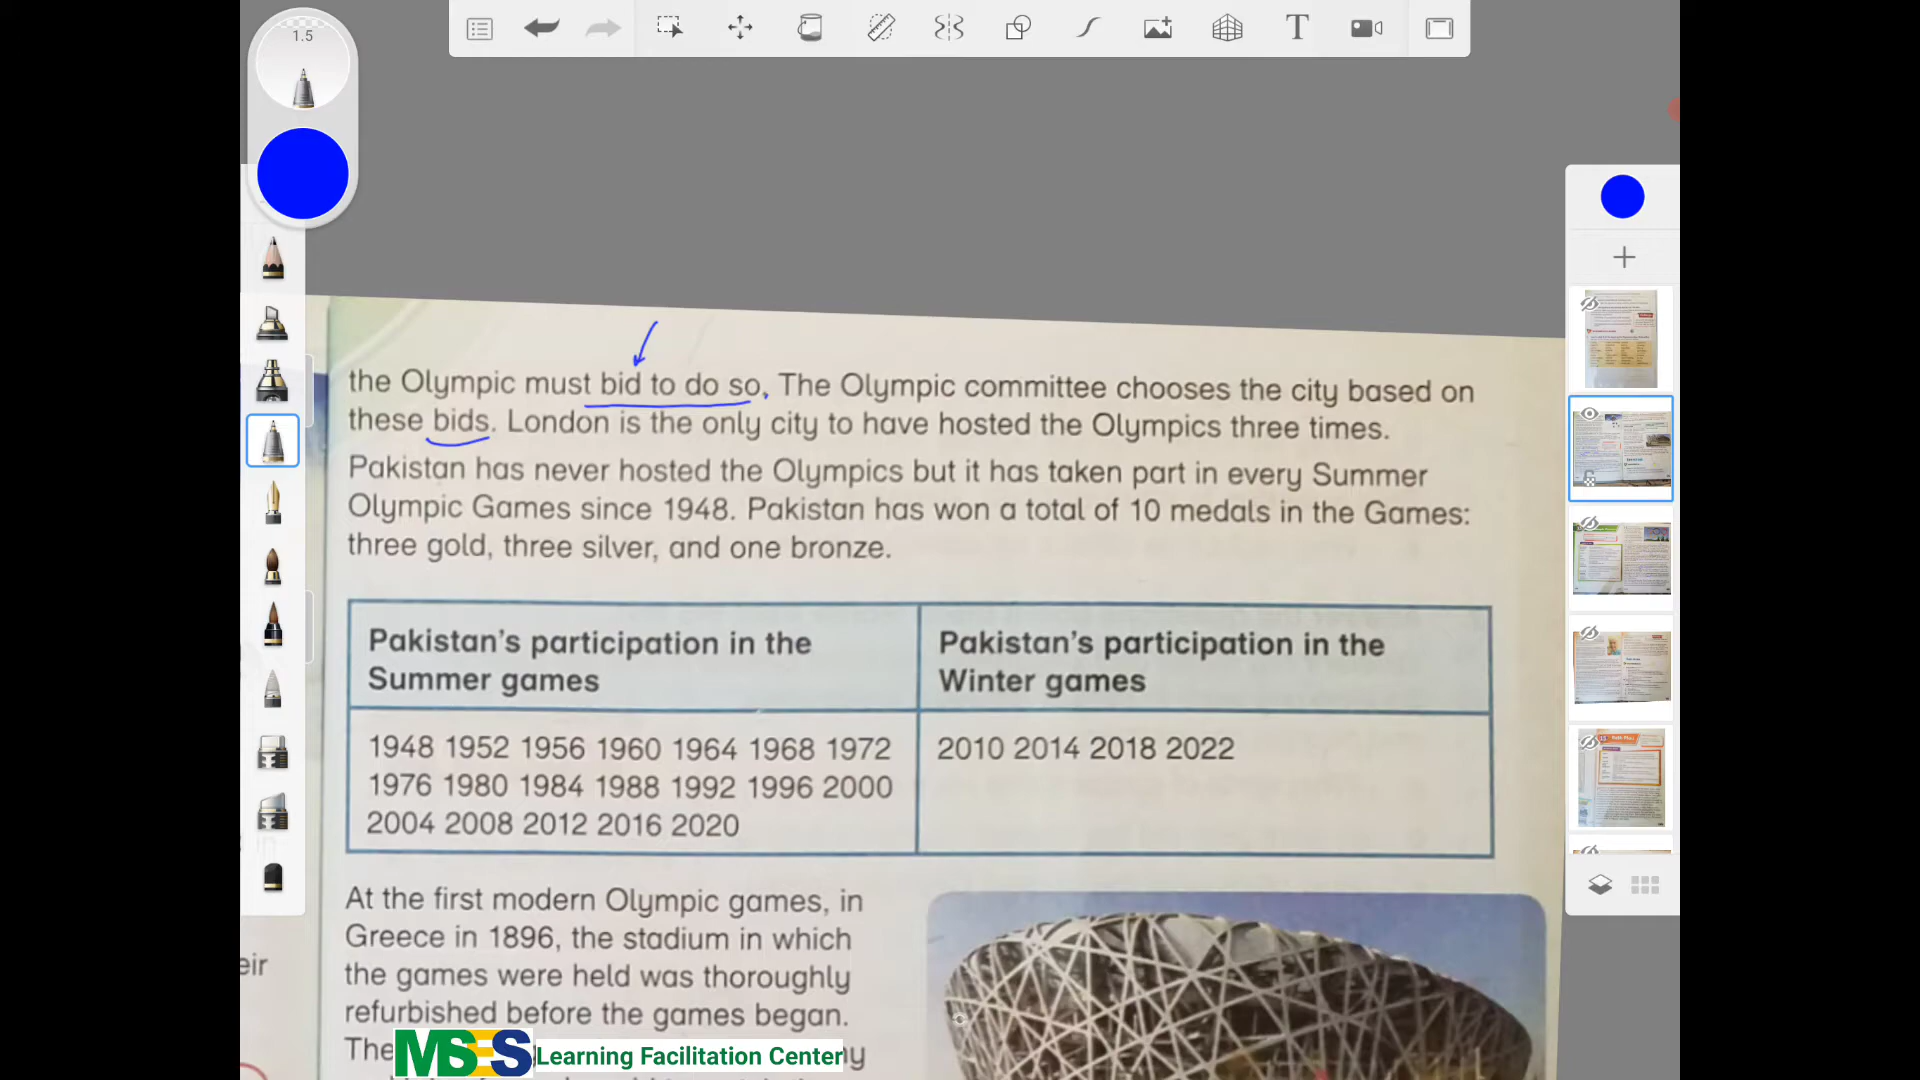 1.5
the Olympic must bid to do so. The Olympic committee chooses the city based on
these bids. London is the only city to have hosted the Olympics three times.
Pakistan has never hosted the Olympics but it has taken part in every Summer
Olympic Games since 1948. Pakistan has won a total of 10 medals in the Games:
three gold, three silver, and one bronze.
Pakistan's participation in the
Summer games
Pakistan's participation in the
Winter games
1948 1952 1956 1960 1964 1968 1972
1976 1980 1984 1988 1992 1996 2000
2004 2008 2012 2016 2020
2010 2014 2018 2022
At the first modern Olympic games, in
Greece in 1896, the stadium in which
the games were held was thoroughly
refurbished before the games began.
The
eir
MSES Learning Facilitation Center